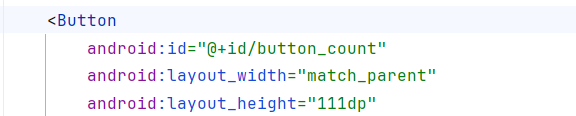 <Button
android:id="@+id/button_count"
android:layout_width="match_parent"
android:layout_height="111dp"